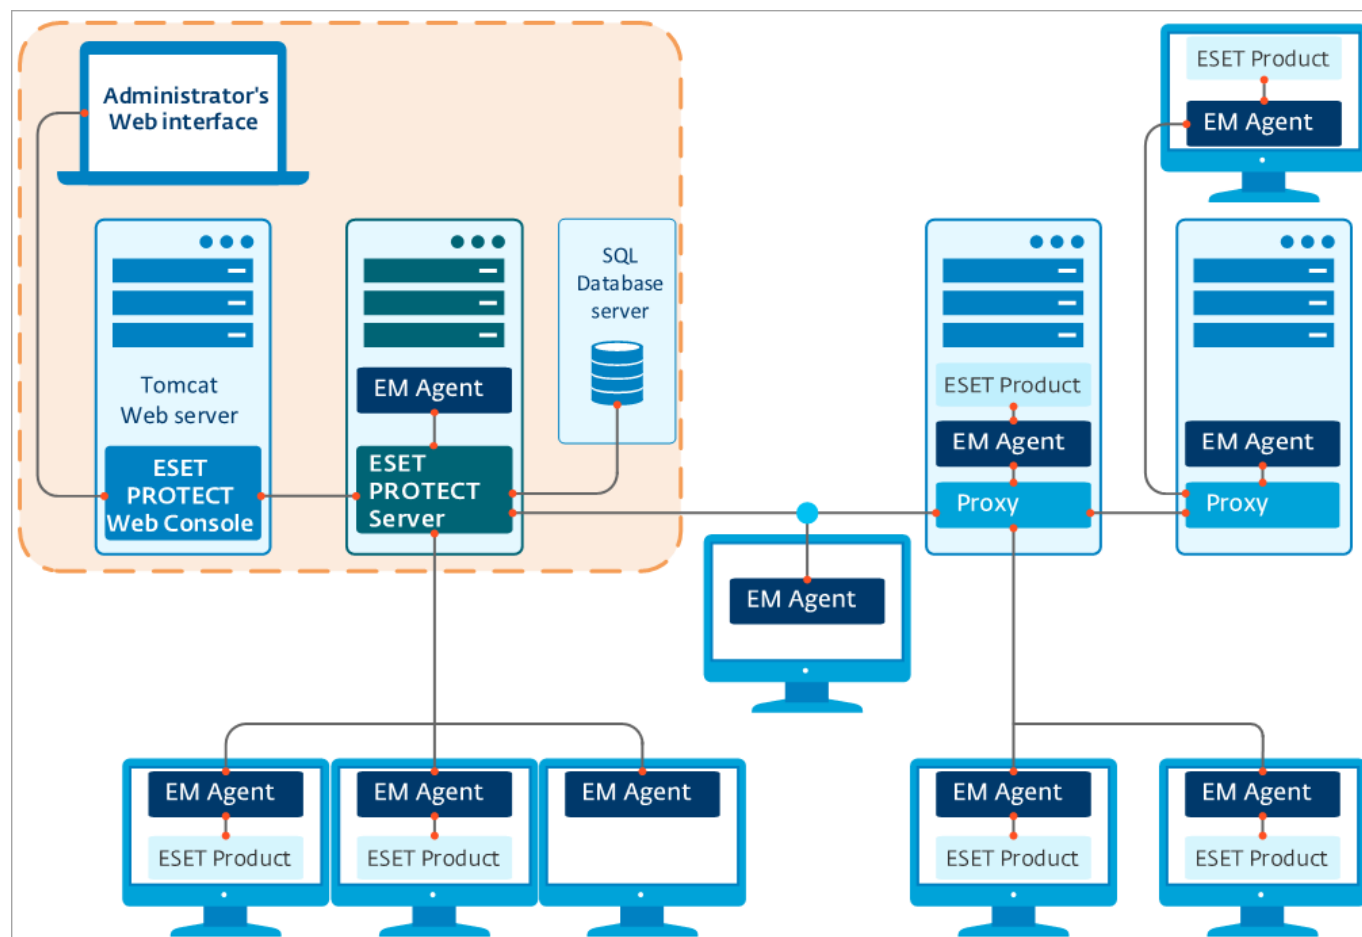 Administrator's
Web interface
Tomcat
Web server
ESET
PROTECT
Web Console
EM Agent
ESET
PROTECT
Server
SQL
Database
server
ESET Product
EM Agent
ESET Product
EM Agent
Proxy
EM Agent
Proxy
EM Agent
EM Agent
ESET Product
EM Agent
ESET Product
EM Agent
EM Agent
ESET Product
EM Agent
ESET Product